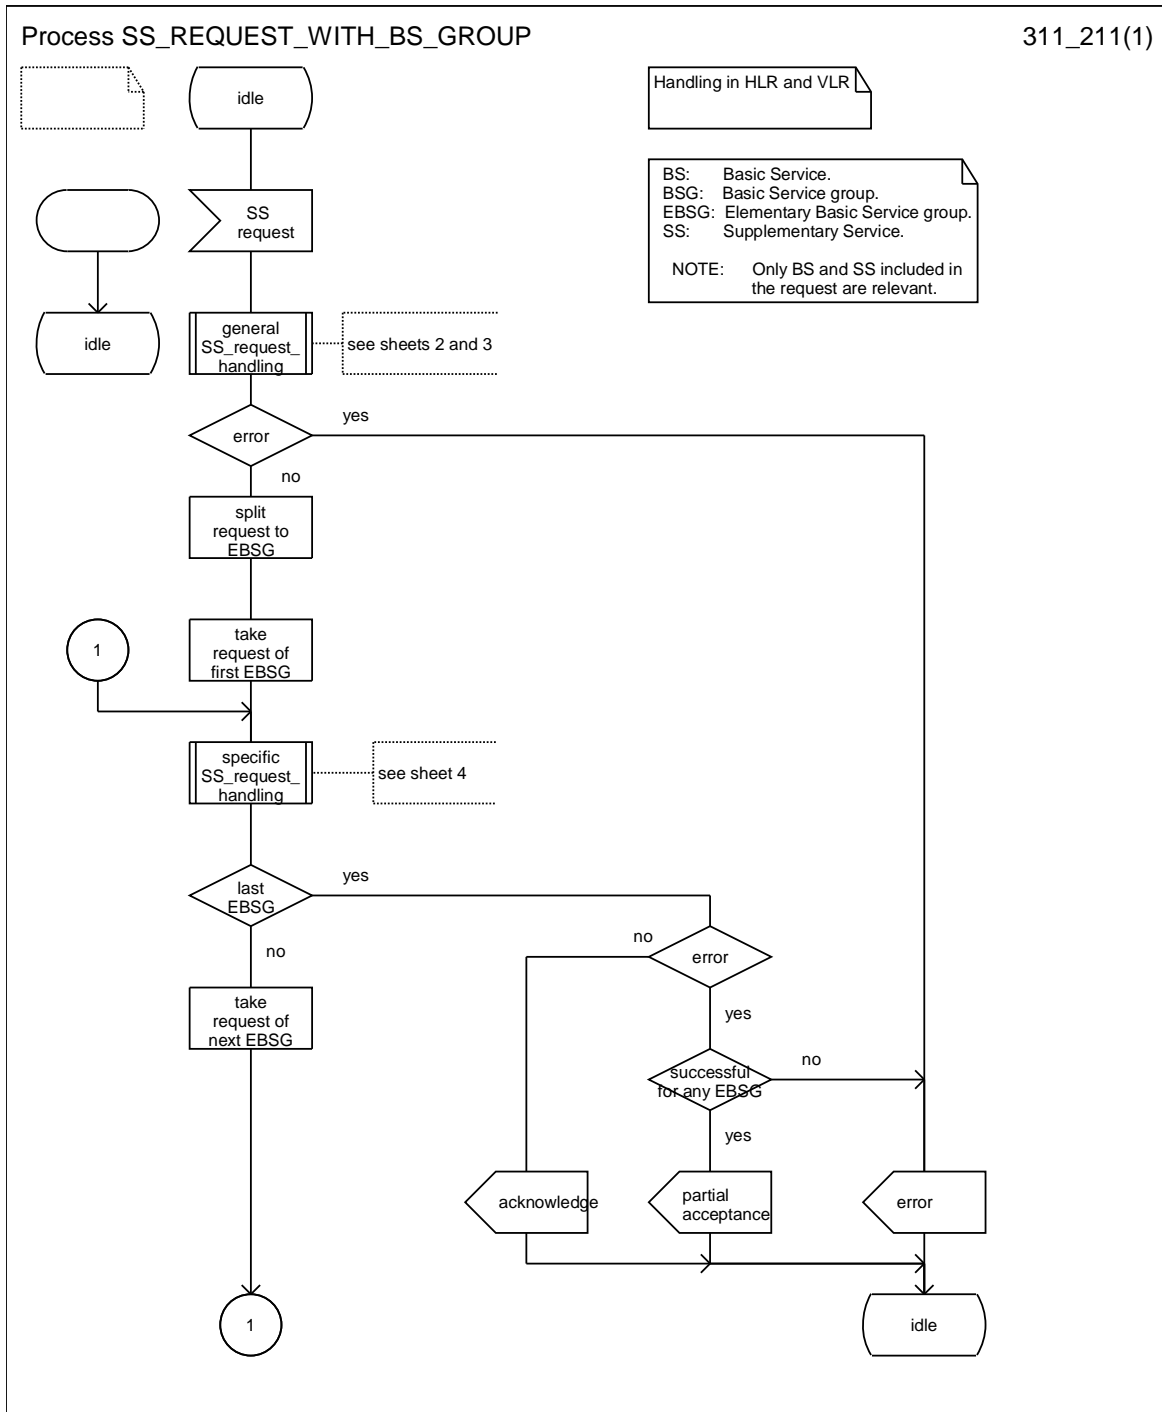 Process SS_REQUEST_WITH_BS_GROUP
311_211(1)
idle
Handling in HLR and VLR
BS: Basic Service.
BSG: Basic Service group.
EBSG: Elementary Basic Service group.
SS: Supplementary Service.
NOTE: Only BS and SS included in
the request are relevant.
SS
request
idle
general
SS_request_
handling
see sheets 2 and 3
error
yes
no
split
request to
EBSG
1
take
request of
first EBSG
specific
SS_request_
handling
see sheet 4
last
EBSG
yes
no
take
request of
next EBSG
error
no
yes
successful
for any EBSG
no
yes
acknowledge
partial
acceptance
error
1
idle